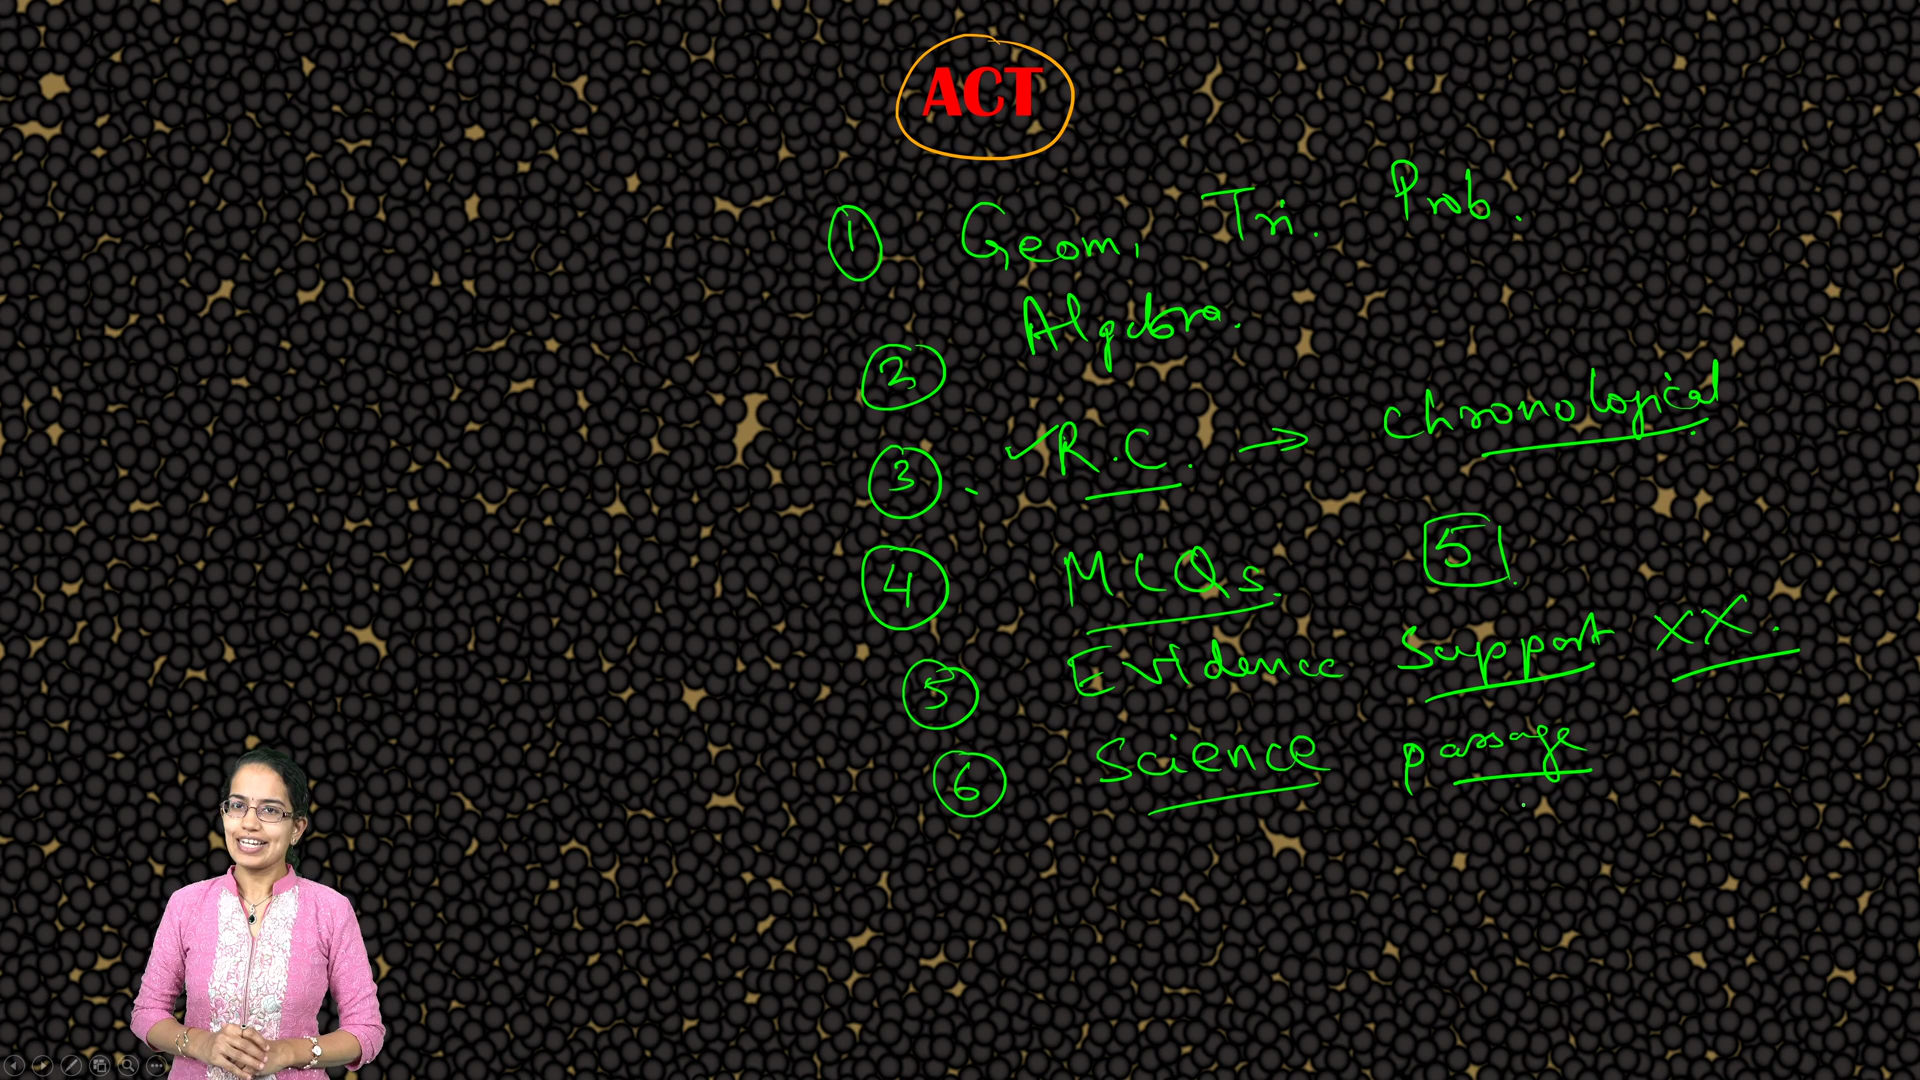 ACT
1 Geom, Tri. Prob.
Algebra.
2
3 R.C. → chronological
4 MCQs. 5
5 Evidence Support XX.
6 Science passage